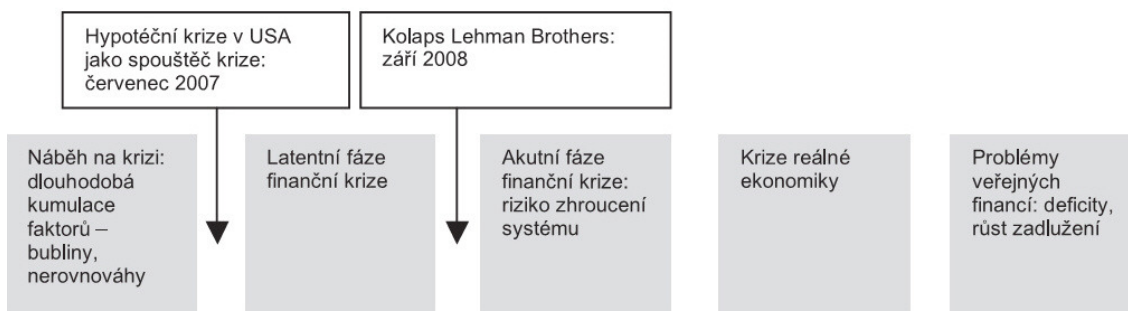 Hypotéční krize v USA
jako spouštěč krize:
červenec 2007
Kolaps Lehman Brothers:
září 2008
Náběh na krizi:
dlouhodobá
kumulace
faktorů –
bubliny,
nerovnováhy
Latentní fáze
finanční krize
Akutní fáze
finanční krize:
riziko zhroucení
systému
Krize reálné
ekonomiky
Problémy
veřejných
financí: deficity,
růst zadlužení